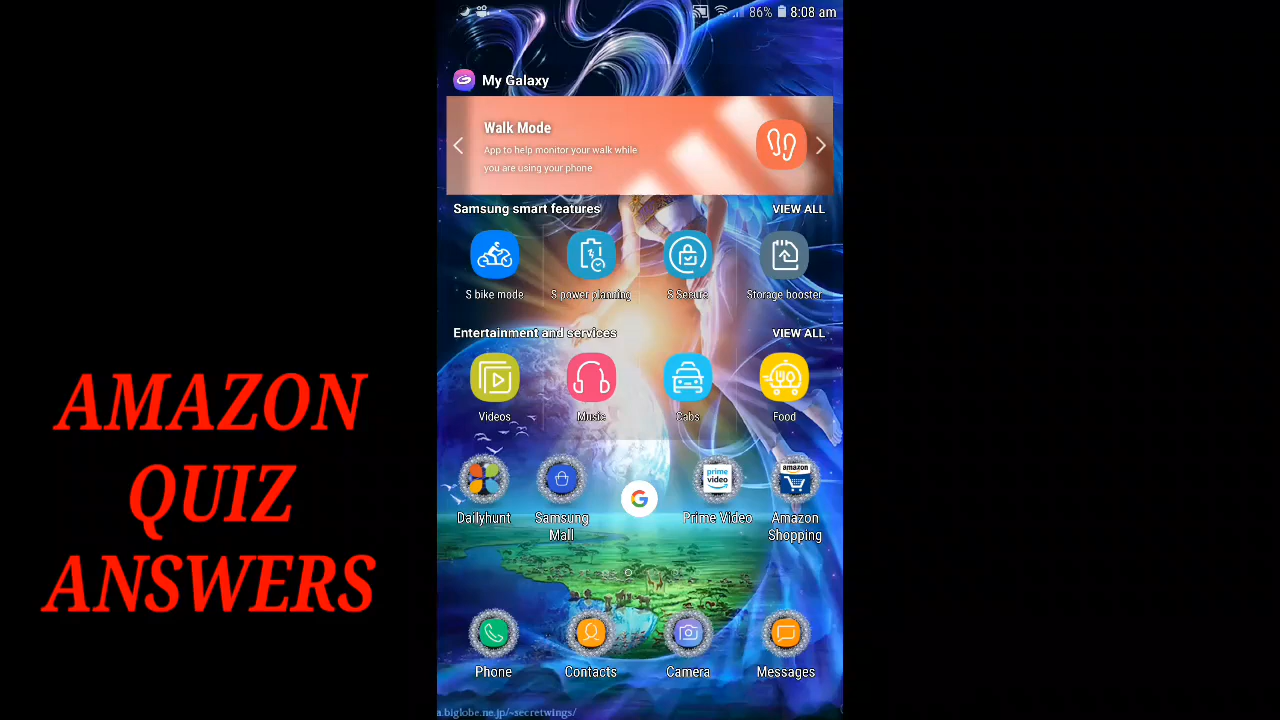 86% 8:08 am
My Galaxy
Walk Mode
App to help monitor your walk while
you are using your phone
Samsung smart features VIEW ALL
S bike mode S power planning S Secure Storage booster
Entertainment and services VIEW ALL
Videos Music Cabs Food
prime video amazon
G
Dailyhunt Samsung Mall Prime Video Amazon Shopping
Phone Contacts Camera Messages
a.biglobe.ne.jp/~secretwings/
AMAZON
QUIZ
ANSWERS